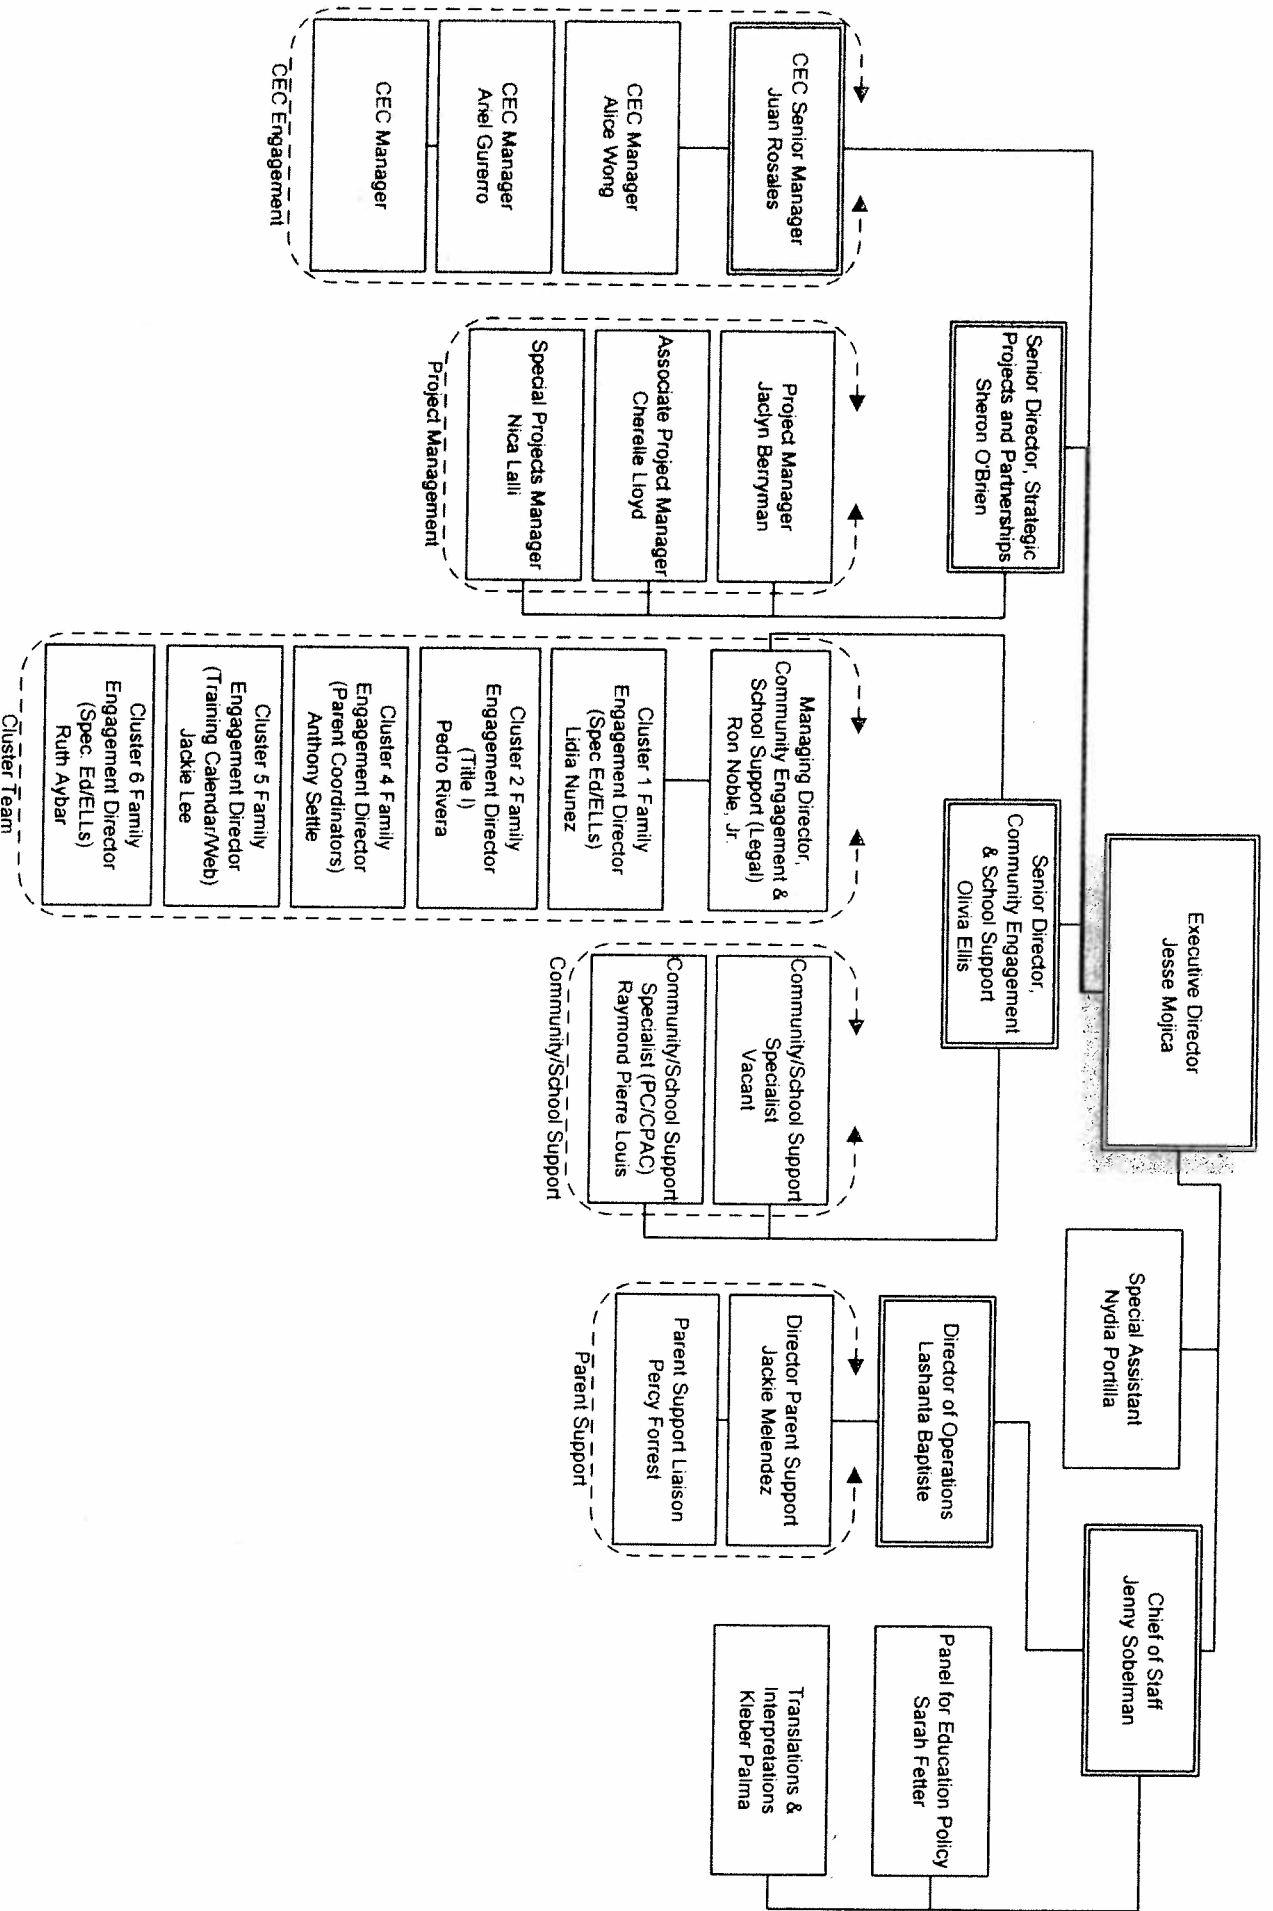 Executive Director
Jesse Mojica
Special Assistant
Nydia Portilla
Chief of Staff
Jenny Sobelman
Senior Director, Strategic
Projects and Partnerships
Sheron O'Brien
Senior Director,
Community Engagement
& School Support
Olivia Ellis
Director of Operations
Lashanta Baptiste
Panel for Education Policy
Sarah Fetter
Translations &
Interpretations
Kleber Palma
CEC Senior Manager
Juan Rosales
CEC Manager
Alice Wong
CEC Manager
Ariel Gurerro
CEC Manager
CEC Engagement
Project Manager
Jaclyn Berryman
Associate Project Manager
Cherelle Lloyd
Special Projects Manager
Nica Lalli
Project Management
Managing Director,
Community Engagement &
School Support (Legal)
Ron Noble, Jr.
Cluster 1 Family
Engagement Director
(Spec Ed/ELLs)
Lidia Nunez
Cluster 2 Family
Engagement Director
(Title I)
Pedro Rivera
Cluster 4 Family
Engagement Director
(Parent Coordinators)
Anthony Settle
Cluster 5 Family
Engagement Director
(Training Calendar/Web)
Jackie Lee
Cluster 6 Family
Engagement Director
(Spec. Ed/ELLs)
Ruth Aybar
Cluster Team
Community/School Support
Specialist
Vacant
Community/School Support
Specialist (PC/CPAC)
Raymond Pierre Louis
Community/School Support
Director Parent Support
Jackie Melendez
Parent Support Liaison
Percy Forrest
Parent Support